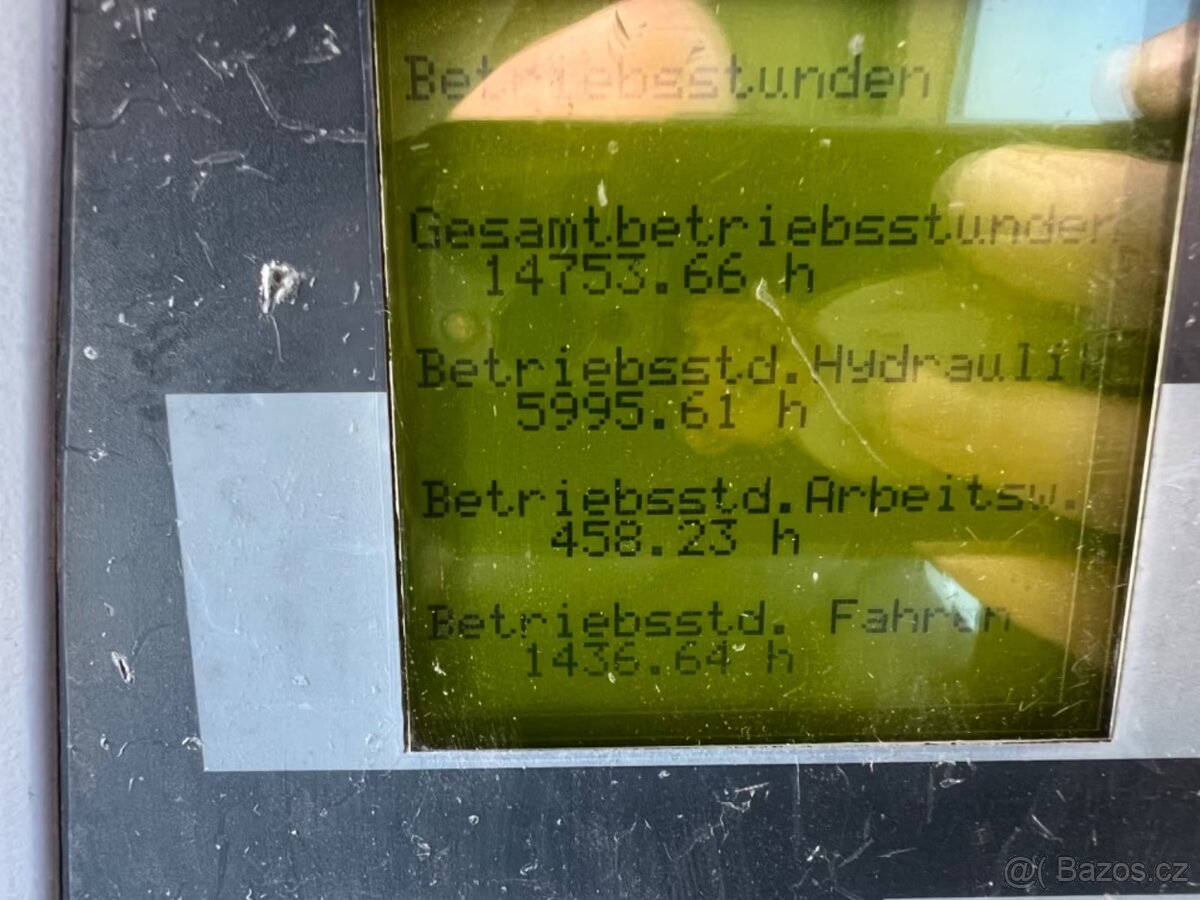 Betriebsstunden
Gesamtbetriebsstunden
14753.66 h
Betriebsstd.Hydraulik
5995.61 h
Betriebsstd.Arbeitsw.
458.23 h
Betriebsstd. Fahren
1436.64 h
@( Bazos.cz